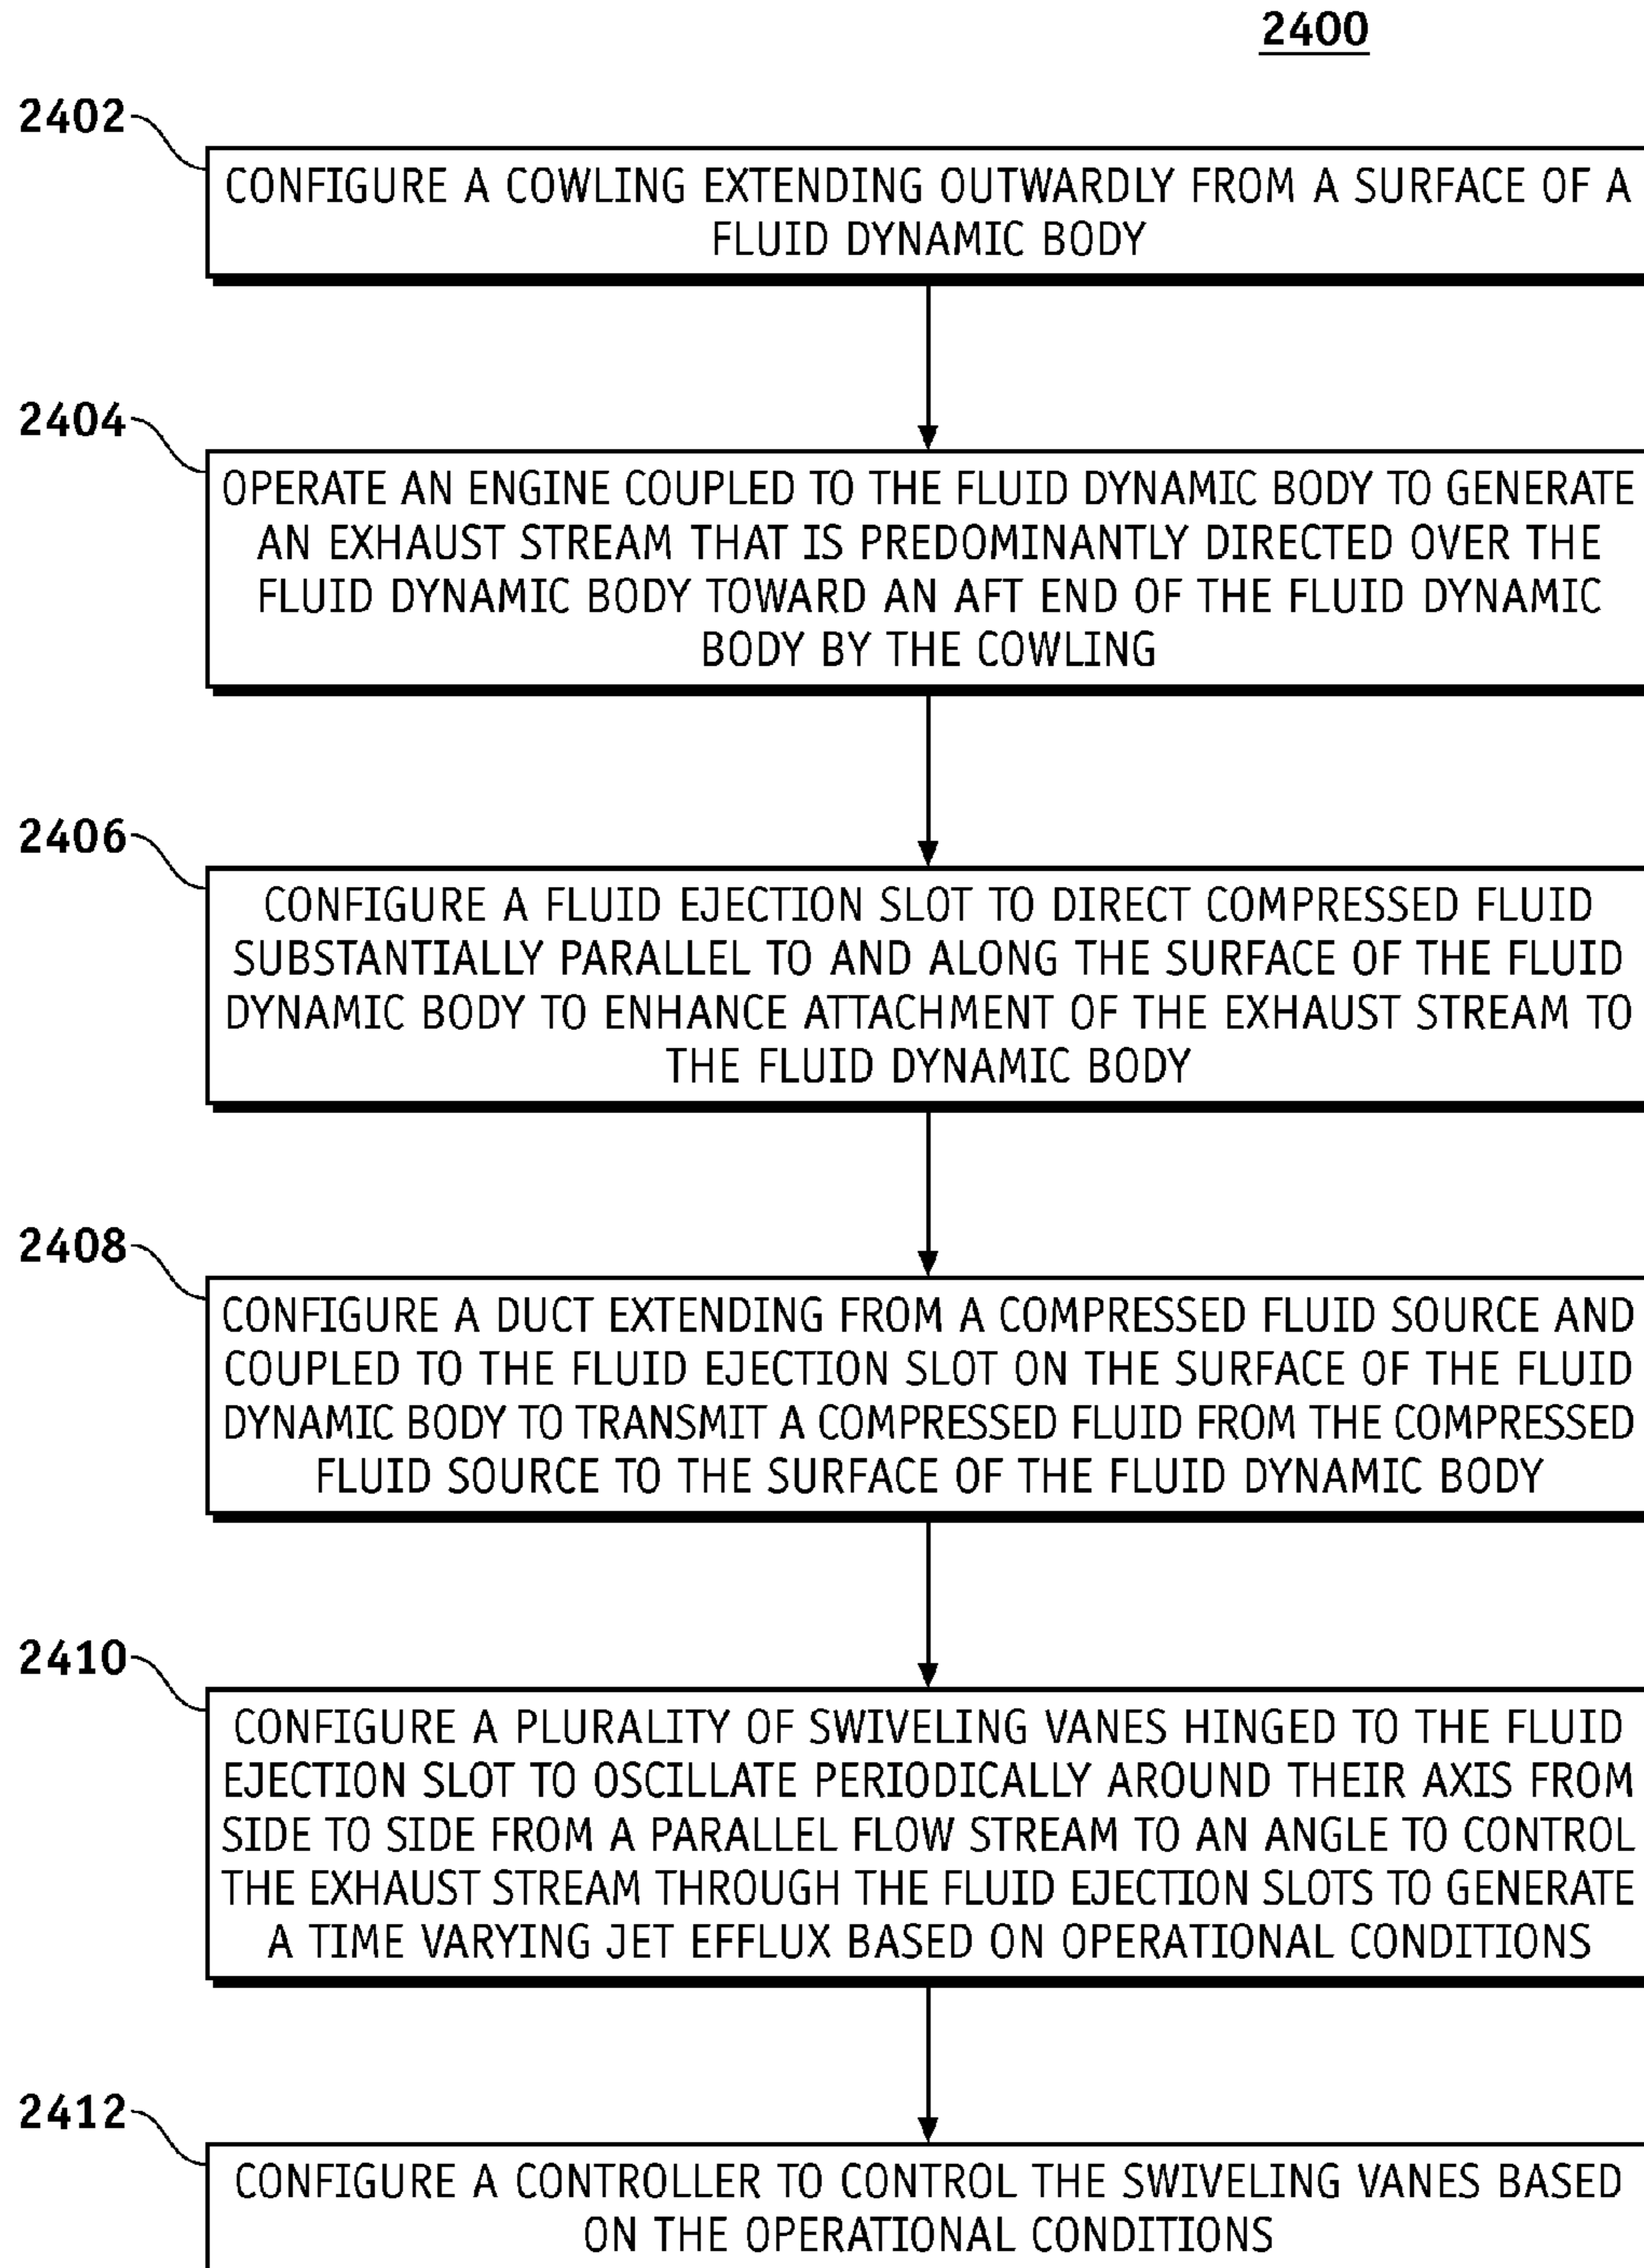 2400
2402
CONFIGURE A COWLING EXTENDING OUTWARDLY FROM A SURFACE OF A
FLUID DYNAMIC BODY
2404
OPERATE AN ENGINE COUPLED TO THE FLUID DYNAMIC BODY TO GENERATE
AN EXHAUST STREAM THAT IS PREDOMINANTLY DIRECTED OVER THE
FLUID DYNAMIC BODY TOWARD AN AFT END OF THE FLUID DYNAMIC
BODY BY THE COWLING
2406
CONFIGURE A FLUID EJECTION SLOT TO DIRECT COMPRESSED FLUID
SUBSTANTIALLY PARALLEL TO AND ALONG THE SURFACE OF THE FLUID
DYNAMIC BODY TO ENHANCE ATTACHMENT OF THE EXHAUST STREAM TO
THE FLUID DYNAMIC BODY
2408
CONFIGURE A DUCT EXTENDING FROM A COMPRESSED FLUID SOURCE AND
COUPLED TO THE FLUID EJECTION SLOT ON THE SURFACE OF THE FLUID
DYNAMIC BODY TO TRANSMIT A COMPRESSED FLUID FROM THE COMPRESSED
FLUID SOURCE TO THE SURFACE OF THE FLUID DYNAMIC BODY
2410
CONFIGURE A PLURALITY OF SWIVELING VANES HINGED TO THE FLUID
EJECTION SLOT TO OSCILLATE PERIODICALLY AROUND THEIR AXIS FROM
SIDE TO SIDE FROM A PARALLEL FLOW STREAM TO AN ANGLE TO CONTROL
THE EXHAUST STREAM THROUGH THE FLUID EJECTION SLOTS TO GENERATE
A TIME VARYING JET EFFLUX BASED ON OPERATIONAL CONDITIONS
2412
CONFIGURE A CONTROLLER TO CONTROL THE SWIVELING VANES BASED
ON THE OPERATIONAL CONDITIONS